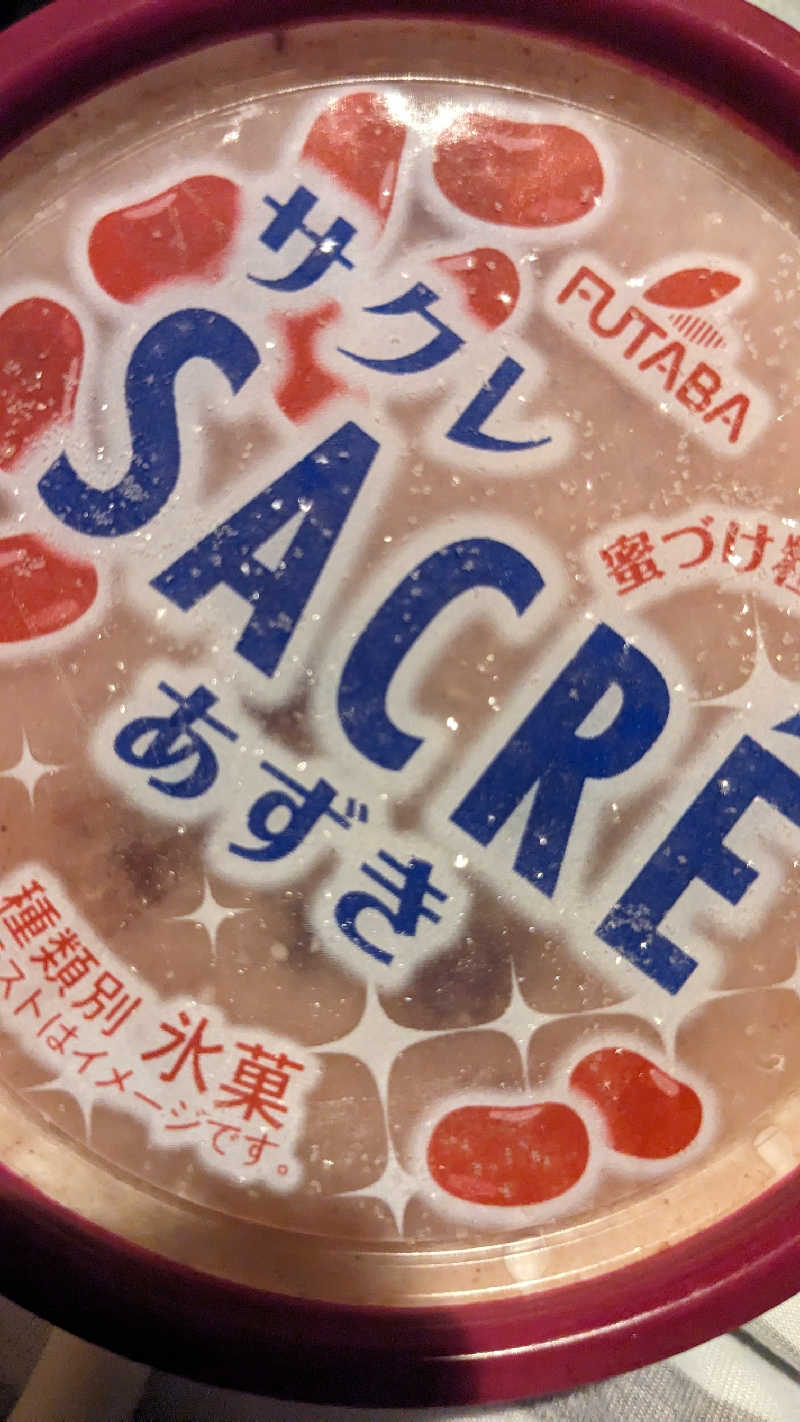 サクレ
FUTABA
SACRÉ
蜜づけ
あずき
種類別 氷菓
ストはイメージです。